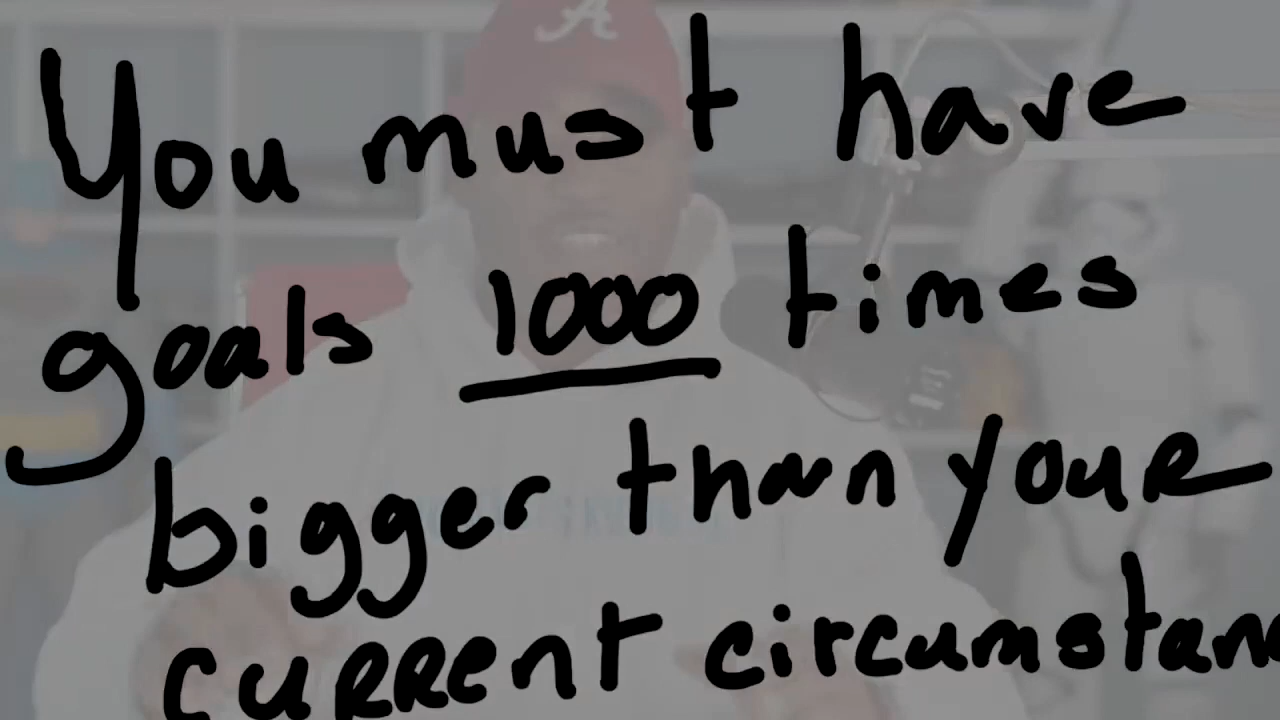 A
You must have
goals 1000 times
bigger than your
current circumstan